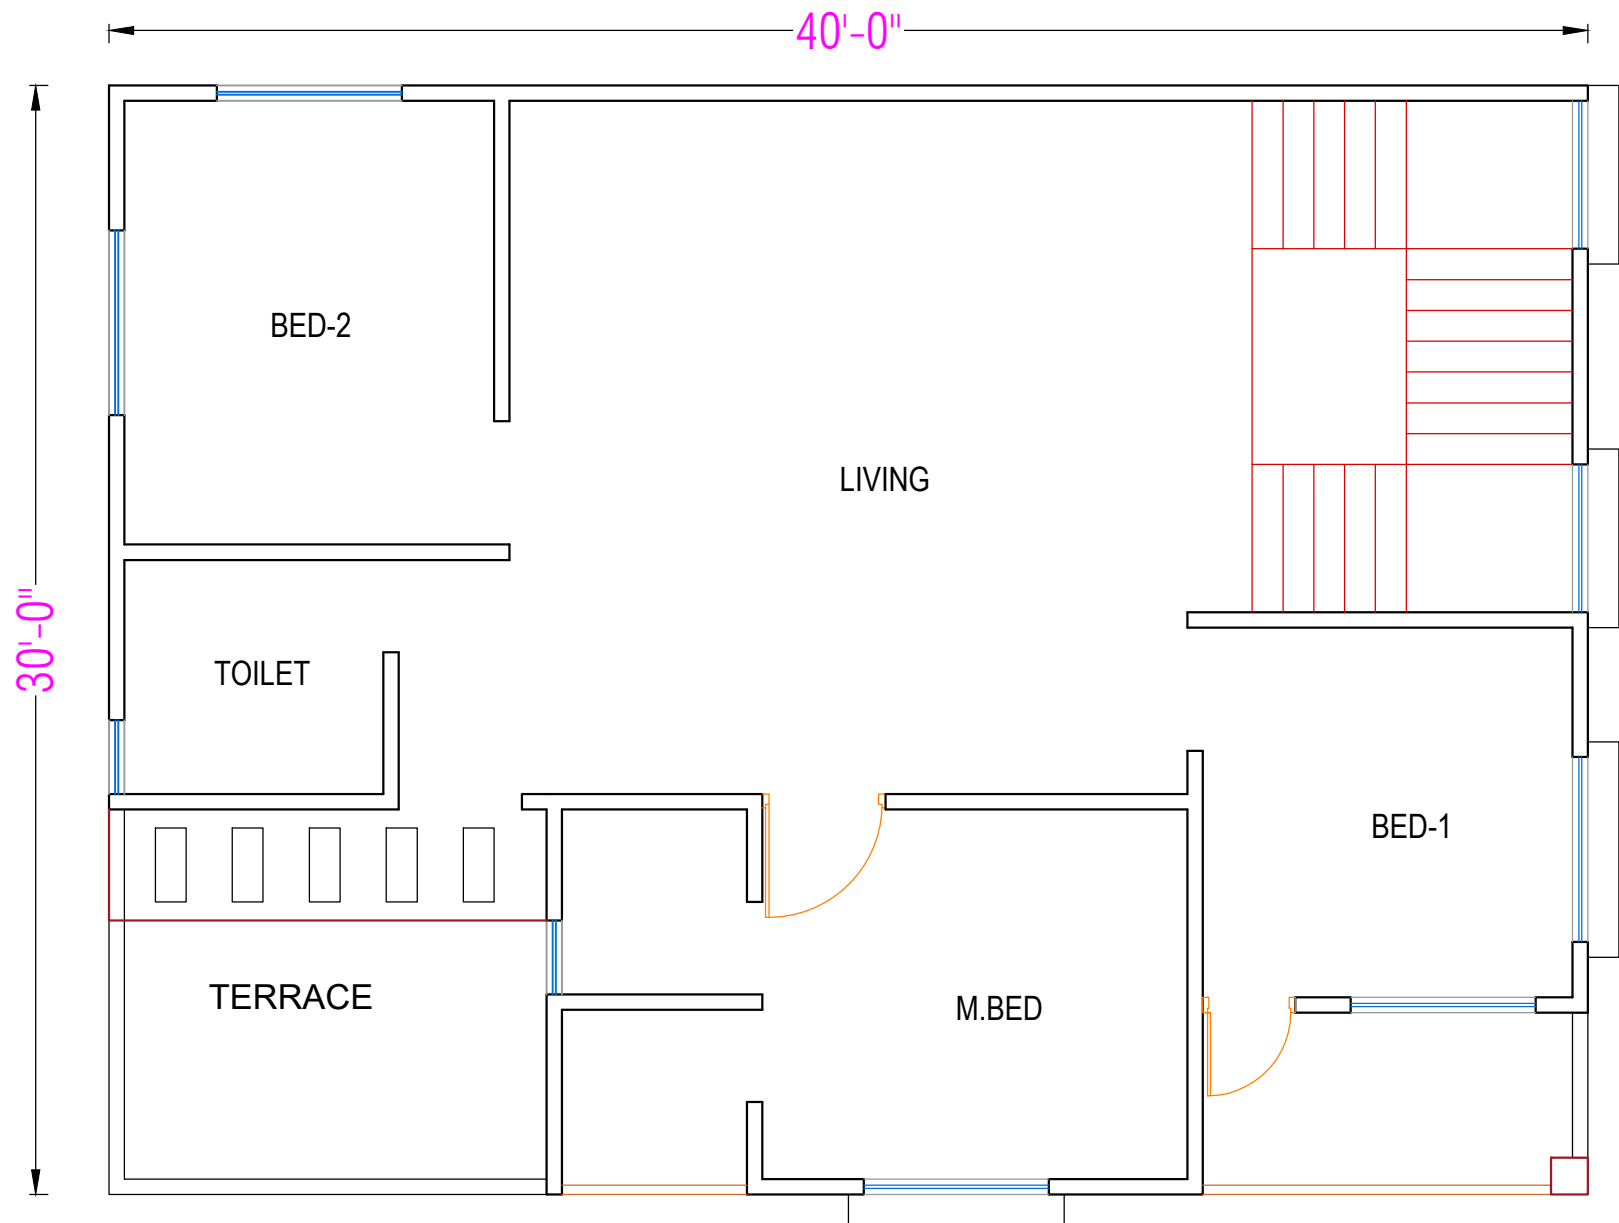 40'-0"
BED-2
LIVING
30'-0"
TOILET
BED-1
TERRACE
M.BED